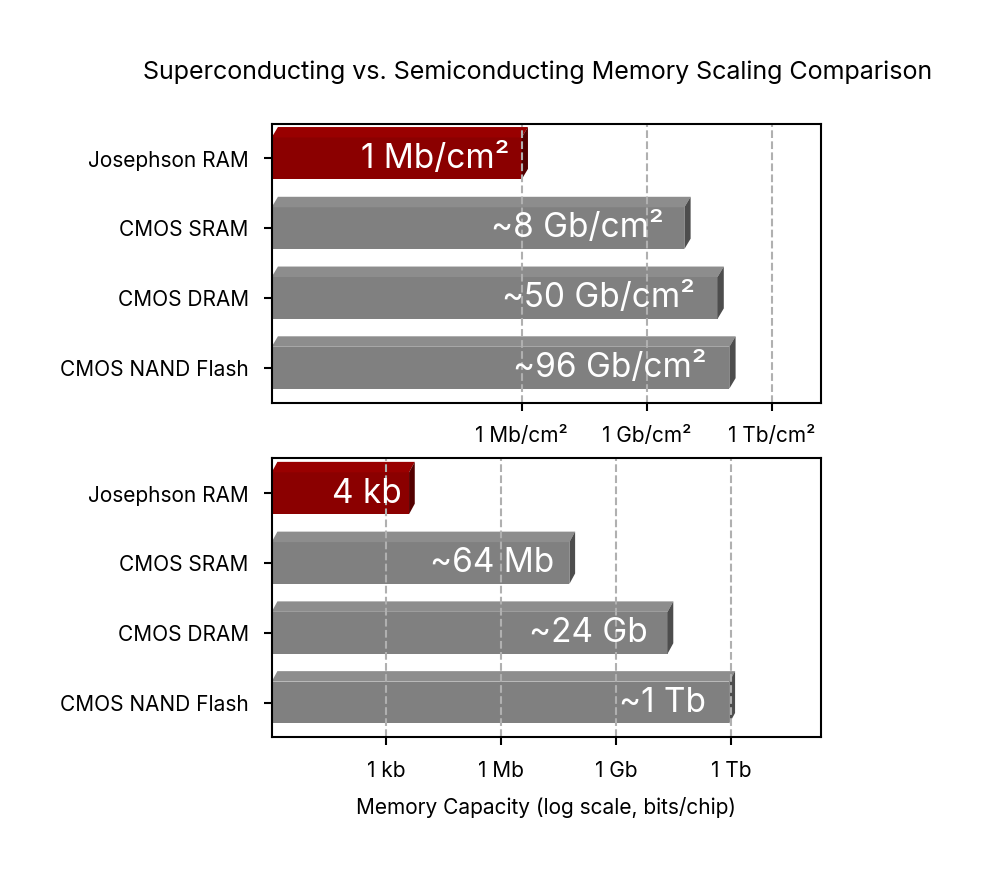 Superconducting vs. Semiconducting Memory Scaling Comparison
Josephson RAM
1 Mb/cm²
CMOS SRAM
~8 Gb/cm²
CMOS DRAM
~50 Gb/cm²
CMOS NAND Flash
~96 Gb/cm²
1 Mb/cm² 1 Gb/cm² 1 Tb/cm²
Josephson RAM
4 kb
CMOS SRAM
~64 Mb
CMOS DRAM
~24 Gb
CMOS NAND Flash
~1 Tb
1 kb 1 Mb 1 Gb 1 Tb
Memory Capacity (log scale, bits/chip)